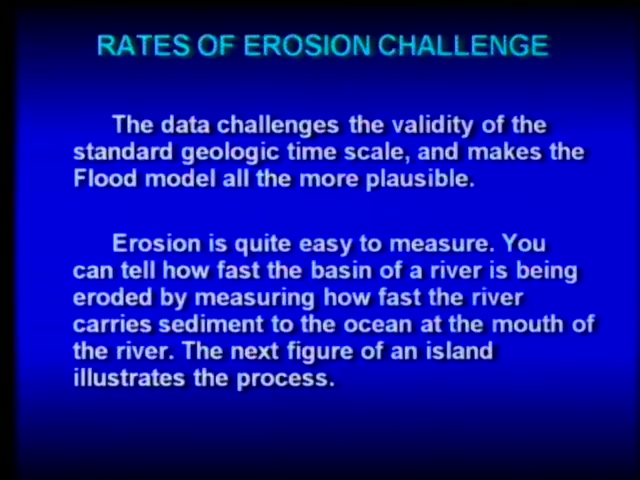 RATES OF EROSION CHALLENGE
The data challenges the validity of the
standard geologic time scale, and makes the
Flood model all the more plausible.
Erosion is quite easy to measure. You
can tell how fast the basin of a river is being
eroded by measuring how fast the river
carries sediment to the ocean at the mouth of
the river. The next figure of an island
illustrates the process.